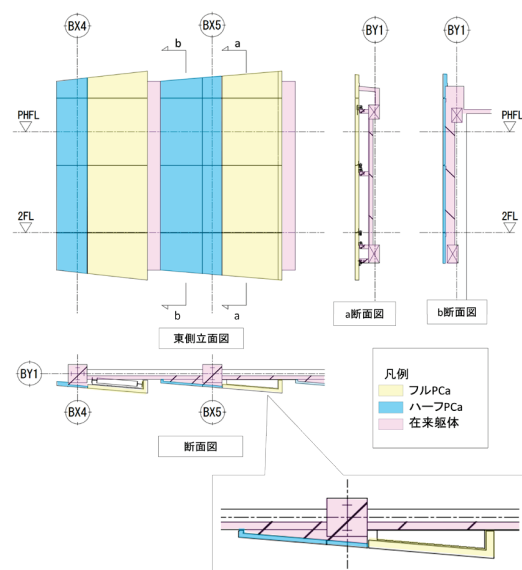 BX4
BX5
BY1
BY1
b
a
PHFL
PHFL
2FL
2FL
b
a
a断面図
b断面図
東側立面図
BY1
BX4
BX5
断面図
凡例
フルPCa
ハーフPCa
在来躯体